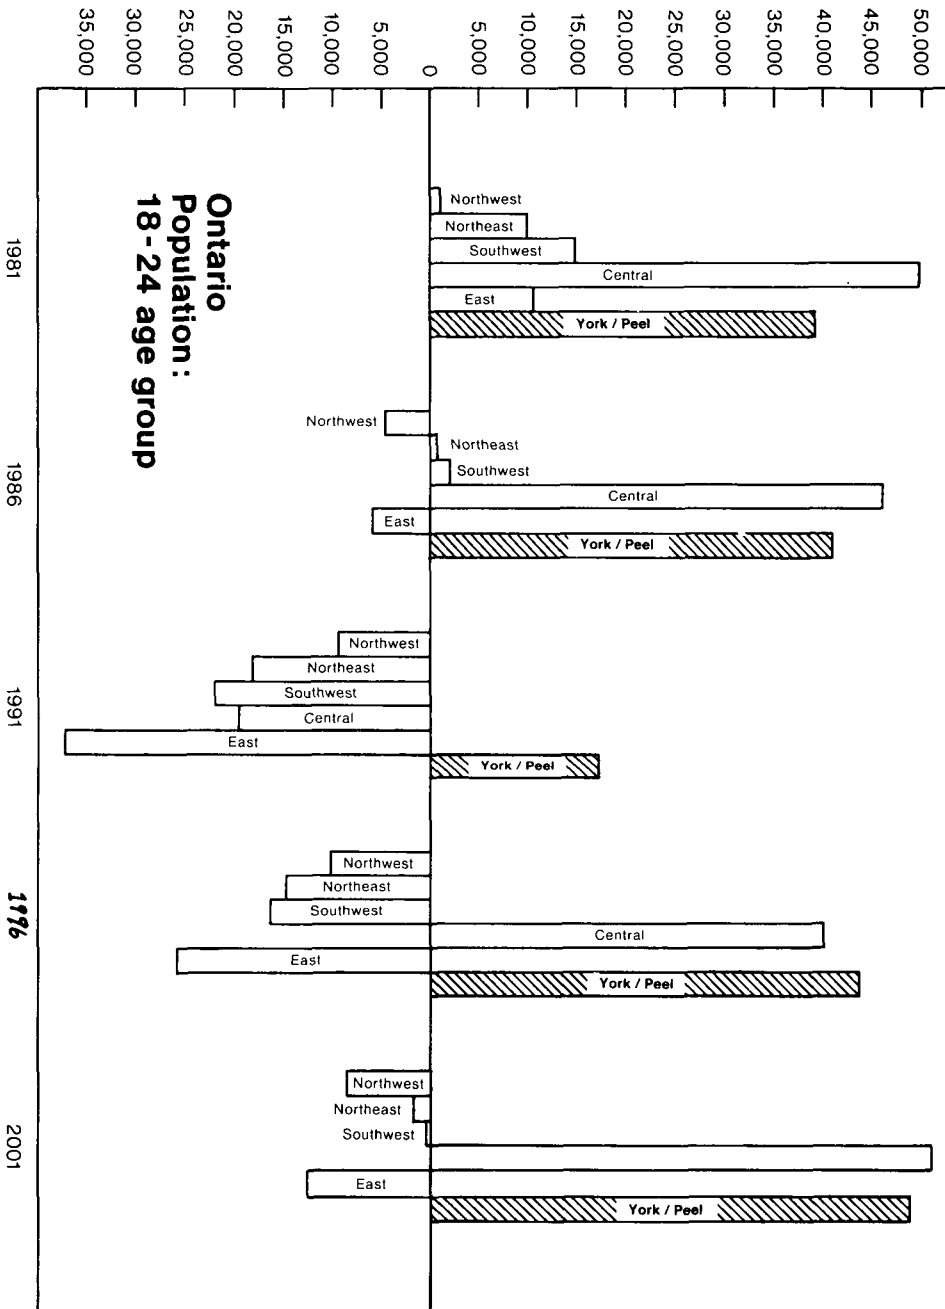 35,000
30,000
25,000
20,000
15,000
10,000
5,000
0
5,000
10,000
15,000
20,000
25,000
30,000
35,000
40,000
45,000
50,000
Ontario
Population:
18-24 age group
1981
Northwest
Northeast
Southwest
Central
East
York / Peel
1986
Northwest
Northeast
Southwest
Central
East
York / Peel
1991
Northwest
Northeast
Southwest
Central
East
York / Peel
1996
Northwest
Northeast
Southwest
Central
East
York / Peel
2001
Northwest
Northeast
Southwest
East
York / Peel